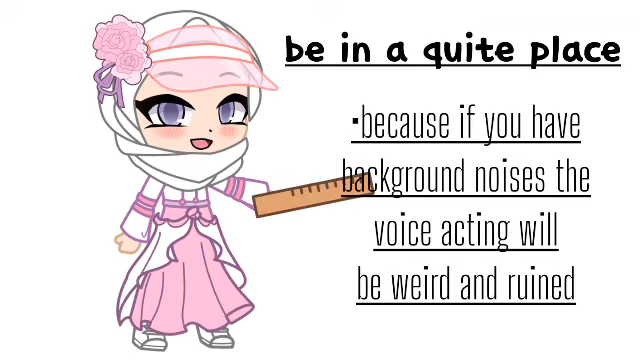 be in a quite place
·because if you have
background noises the
voice acting will
be weird and ruined